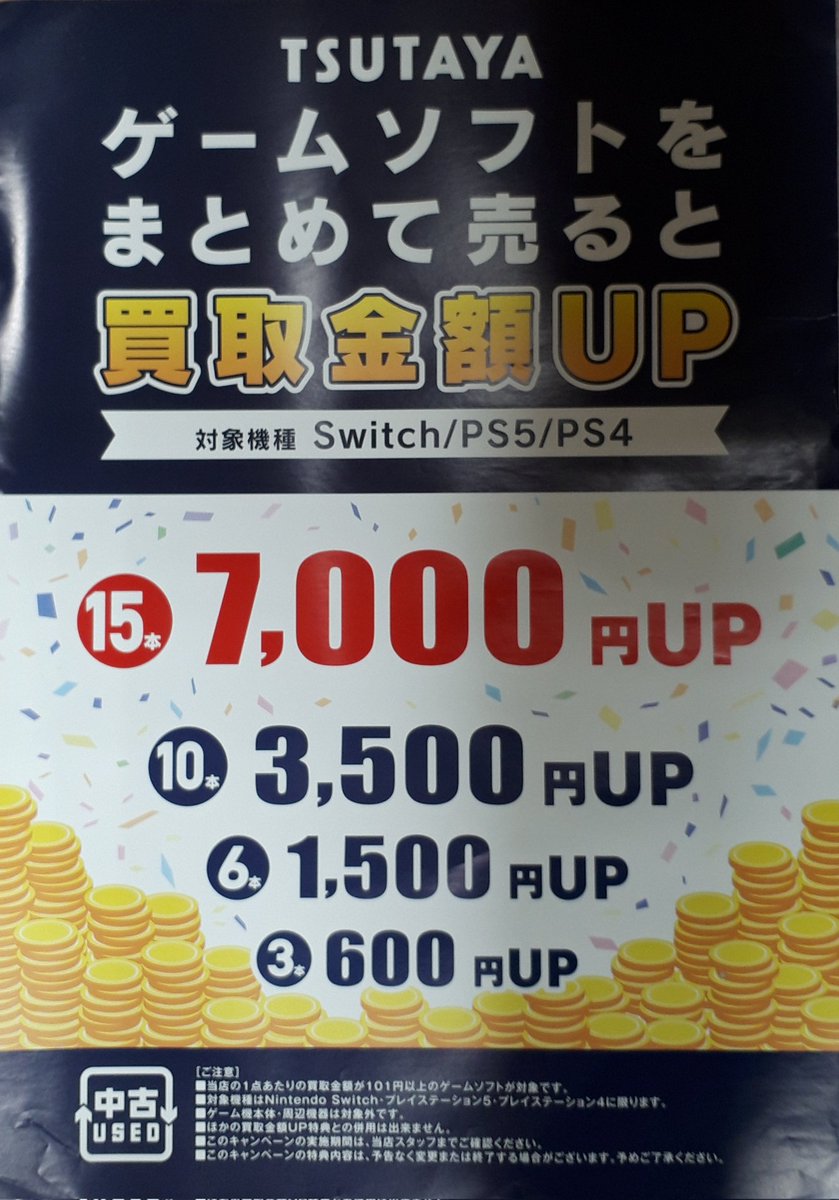 TSUTAYA
ゲームソフトを
まとめて売ると
買取金額UP
対象機種 Switch/PS5/PS4
15本 7,000円UP
10本 3,500円UP
6本 1,500円UP
3本 600円UP
中古
USED
[ご注意]
■当店の1点あたりの買取金額が101円以上のゲームソフトが対象です。
■対象機種はNintendo Switch・プレイステーション5・プレイステーション4に限ります。
■ゲーム機本体・周辺機器は対象外です。
■ほかの買取金額UP特典との併用は出来ません。
■このキャンペーンの実施期間は、当店スタッフまでご確認ください。
■このキャンペーンの特典内容は、予告なく変更または終了する場合がございます。予めご了承ください。